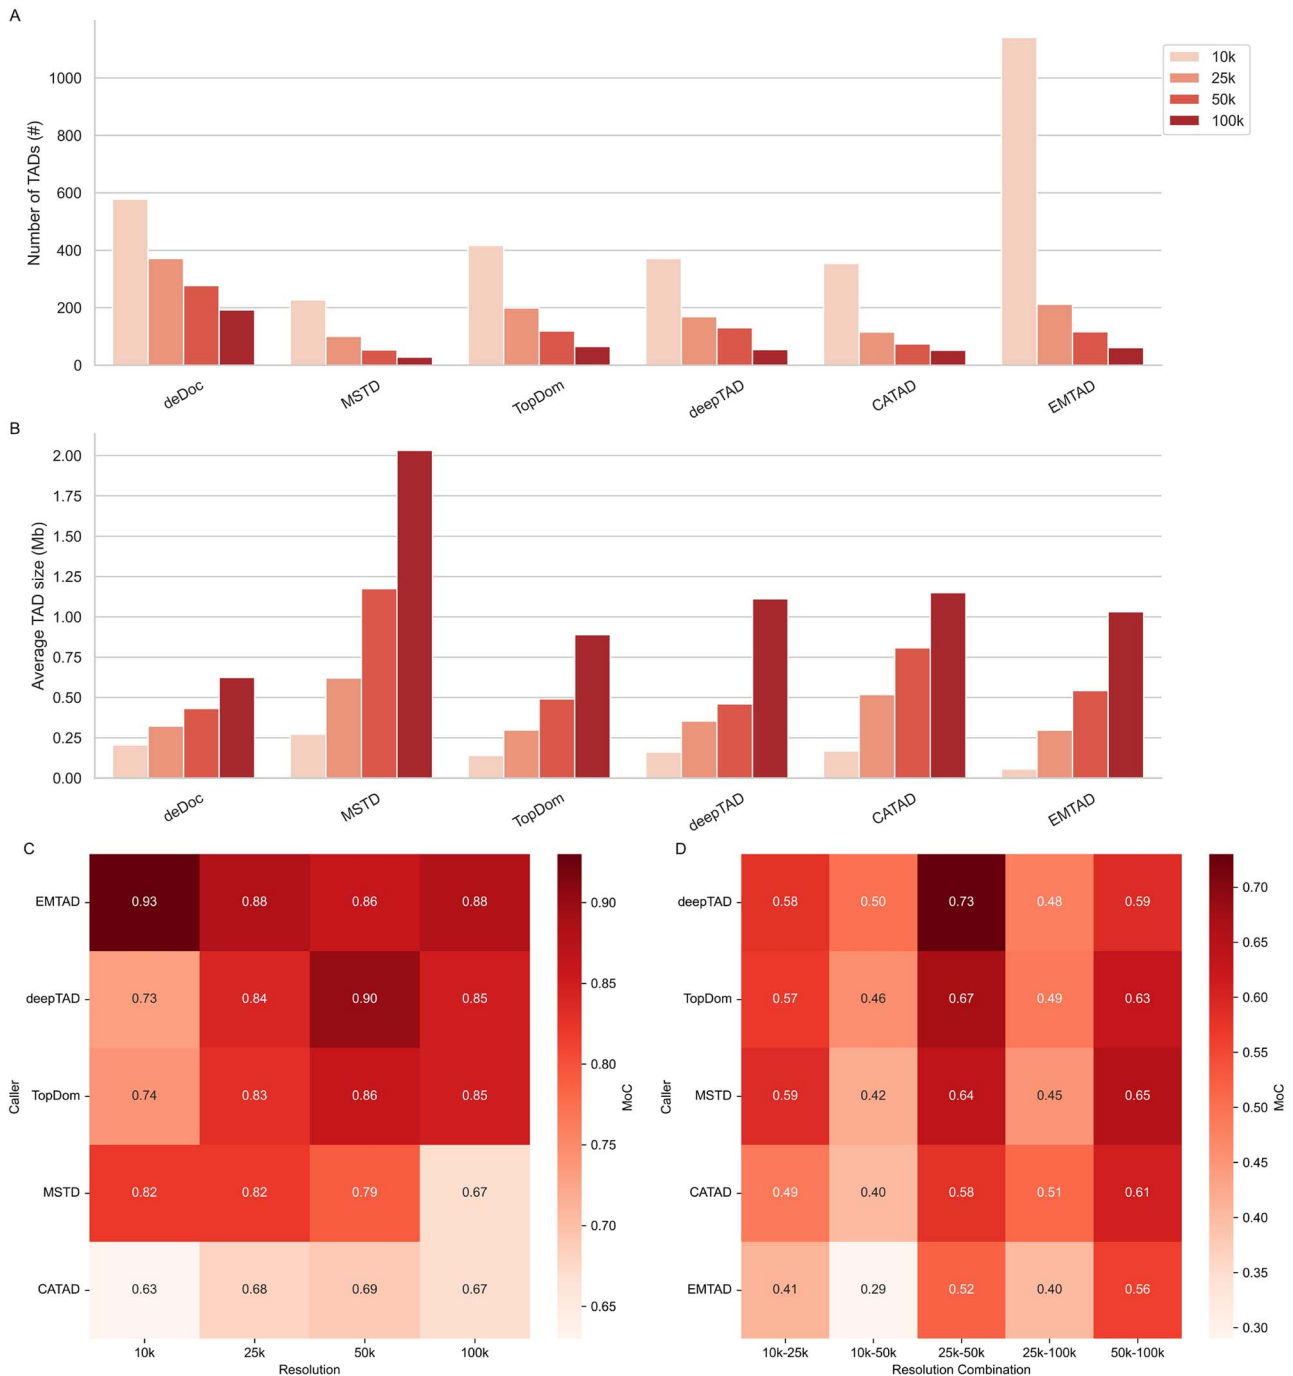 A
1000
800
600
400
200
0
Number of TADs (#)
10k
25k
50k
100k
deDoc MSTD TopDom deepTAD CATAD EMTAD
B
2.00
1.75
1.50
1.25
1.00
0.75
0.50
0.25
0.00
Average TAD size (Mb)
deDoc MSTD TopDom deepTAD CATAD EMTAD
C
Caller
EMTAD 0.93 0.88 0.86 0.88
deepTAD 0.73 0.84 0.90 0.85
TopDom 0.74 0.83 0.86 0.85
MSTD 0.82 0.82 0.79 0.67
CATAD 0.63 0.68 0.69 0.67
10k 25k 50k 100k
Resolution
0.90
0.85
0.80
0.75
0.70
0.65
MoC
D
Caller
deepTAD 0.58 0.50 0.73 0.48 0.59
TopDom 0.57 0.46 0.67 0.49 0.63
MSTD 0.59 0.42 0.64 0.45 0.65
CATAD 0.49 0.40 0.58 0.51 0.61
EMTAD 0.41 0.29 0.52 0.40 0.56
10k-25k 10k-50k 25k-50k 25k-100k 50k-100k
Resolution Combination
0.70
0.65
0.60
0.55
0.50
0.45
0.40
0.35
0.30
MoC